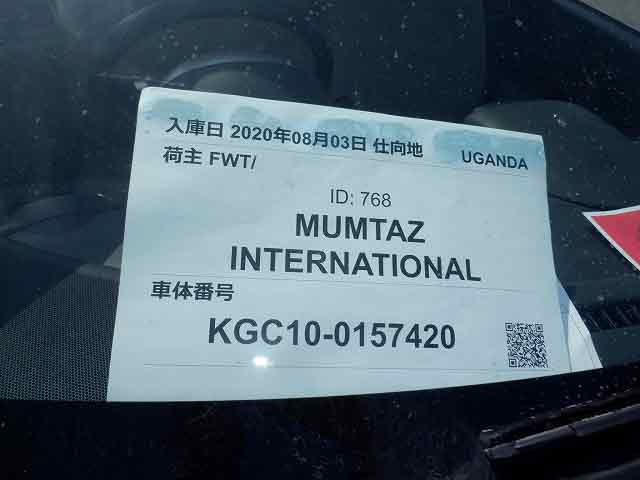 入庫日 2020年08月03日 仕向地 UGANDA
荷主 FWT/
ID: 768
MUMTAZ
INTERNATIONAL
車体番号
KGC10-0157420